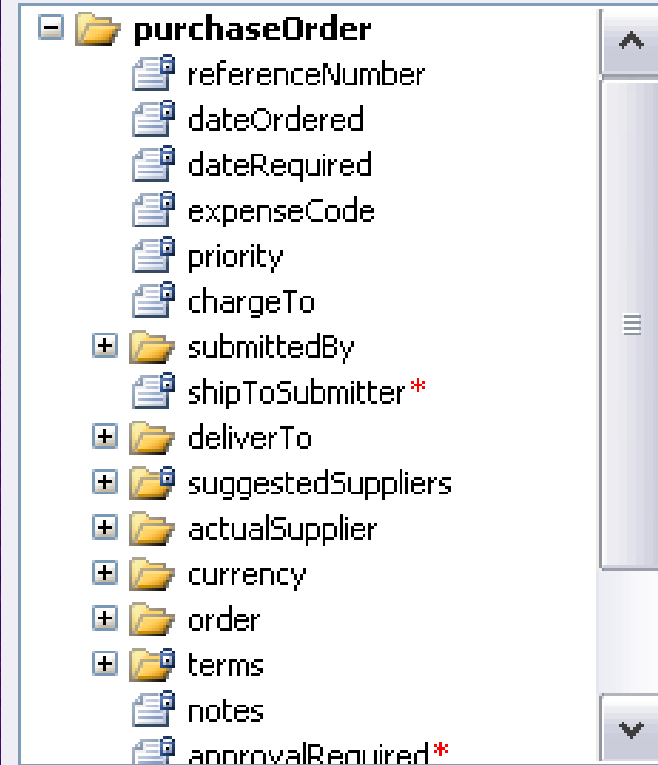 purchaseOrder
referenceNumber
dateOrdered
dateRequired
expenseCode
priority
chargeTo
submittedBy
shipToSubmitter*
deliverTo
suggestedSuppliers
actualSupplier
currency
order
terms
notes
approvalRequired*